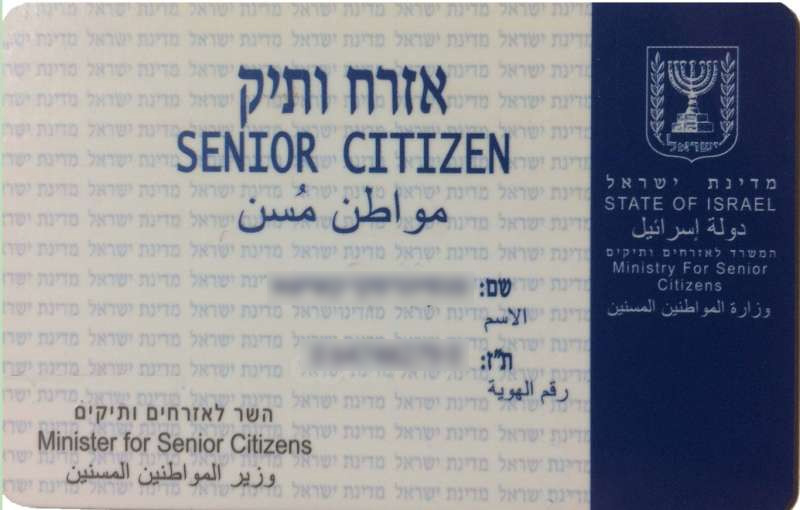 אזרח ותיק
SENIOR CITIZEN
مواطن مُسن
שם:
الاسم
ת"ז:
رقم الهوية
השר לאזרחים ותיקים
Minister for Senior Citizens
وزير المواطنين المسنين
ישראל
מדינת ישראל
STATE OF ISRAEL
دولة إسرائيل
המשרד לאזרחים ותיקים
Ministry For Senior
Citizens
وزارة المواطنين المسنين